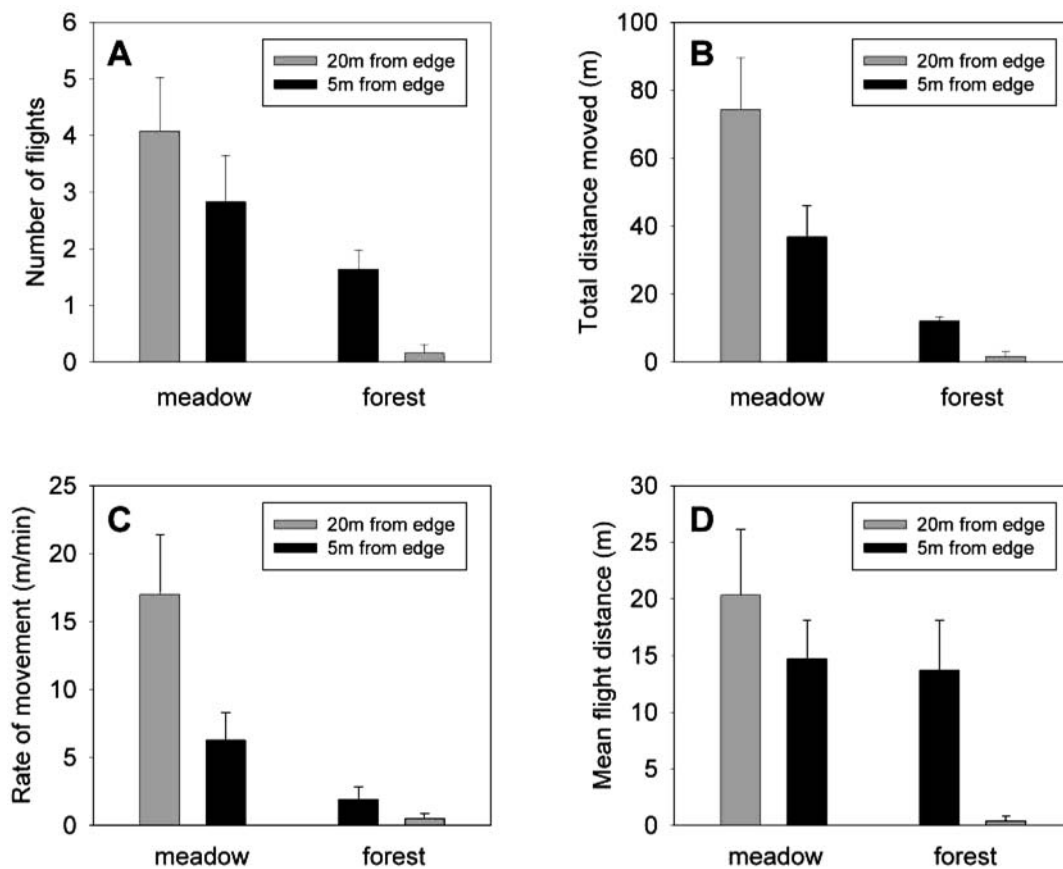 A
Number of flights
6
5
4
3
2
1
0
20m from edge
5m from edge
meadow forest
B
Total distance moved (m)
100
80
60
40
20
0
20m from edge
5m from edge
meadow forest
C
Rate of movement (m/min)
25
20
15
10
5
0
20m from edge
5m from edge
meadow forest
D
Mean flight distance (m)
30
25
20
15
10
5
0
20m from edge
5m from edge
meadow forest